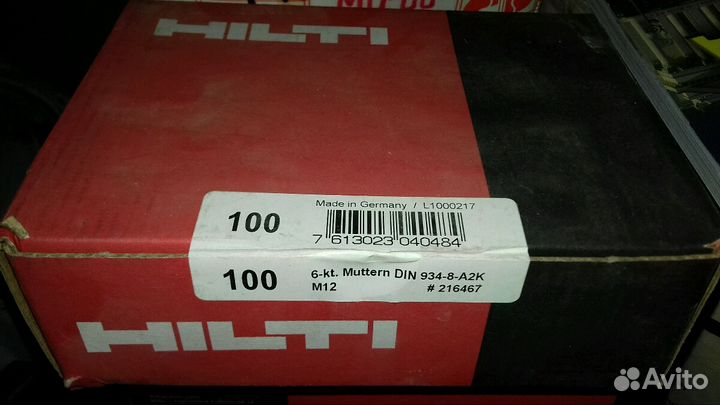 HILTI
Made in Germany / L1000217
100
7 613023 040484
100 6-kt. Muttern DIN 934-8-A2K
M12 # 216467
HILTI
Avito